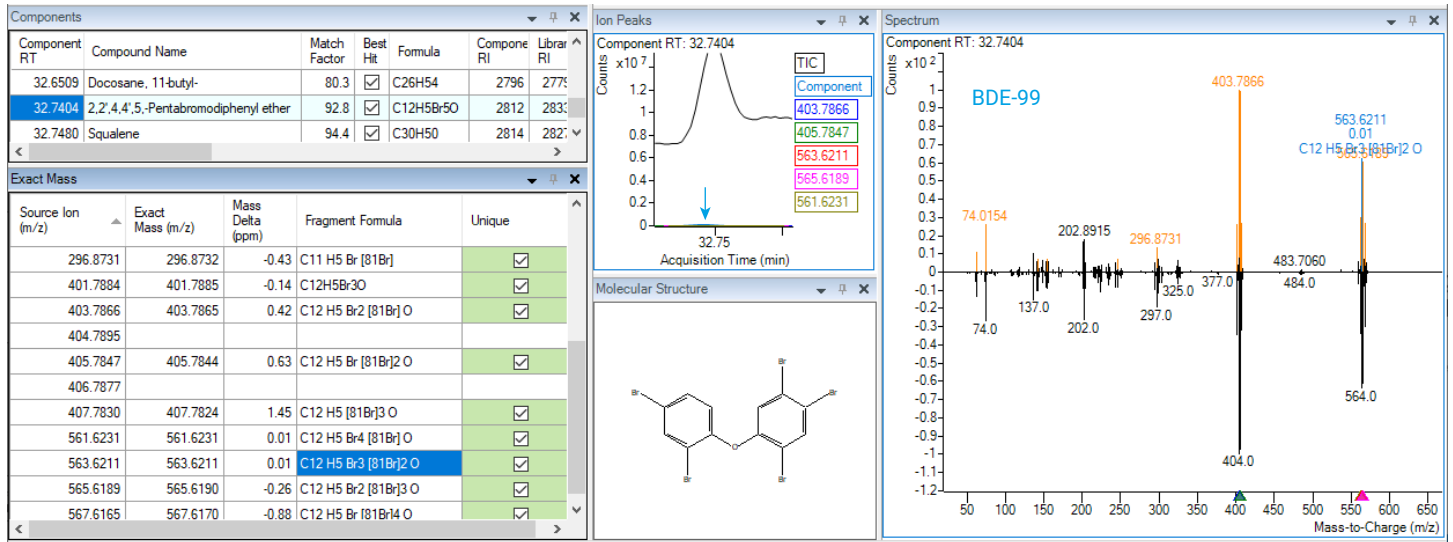 Components
Component RT Compound Name Match Factor Best Hit Formula Compone RI Librar RI
32.6509 Docosane, 11-butyl- 80.3 C26H54 2796 2779
32.7404 2,2',4,4',5,-Pentabromodiphenyl ether 92.8 C12H5Br5O 2812 2833
32.7480 Squalene 94.4 C30H50 2814 2827
Exact Mass
Source Ion (m/z) Exact Mass (m/z) Mass Delta (ppm) Fragment Formula Unique
296.8731 296.8732 -0.43 C11 H5 Br [81Br]
401.7884 401.7885 -0.14 C12H5Br3O
403.7866 403.7865 0.42 C12 H5 Br2 [81Br] O
404.7895
405.7847 405.7844 0.63 C12 H5 Br [81Br]2 O
406.7877
407.7830 407.7824 1.45 C12 H5 [81Br]3 O
561.6231 561.6231 0.01 C12 H5 Br4 [81Br] O
563.6211 563.6211 0.01 C12 H5 Br3 [81Br]2 O
565.6189 565.6190 -0.26 C12 H5 Br2 [81Br]3 O
567.6165 567.6170 -0.88 C12 H5 Br [81Br]4 O
Ion Peaks
Component RT: 32.7404
Counts
x10 7
1.2
1
0.8
0.6
0.4
0.2
0
32.75
Acquisition Time (min)
TIC
Component
403.7866
405.7847
563.6211
565.6189
561.6231
Molecular Structure
Br
Br
Br
Br
O
Br
Spectrum
Component RT: 32.7404
Counts
x10 2
BDE-99
1
0.9
0.8
0.7
0.6
0.5
0.4
0.3
0.2
0.1
0
-0.1
-0.2
-0.3
-0.4
-0.5
-0.6
-0.7
-0.8
-0.9
-1
-1.1
-1.2
403.7866
563.6211
0.01
C12 H5 Br3 [81Br]2 O
74.0154
202.8915
296.8731
483.7060
74.0
137.0
202.0
297.0
325.0
377.0
484.0
564.0
404.0
50 100 150 200 250 300 350 400 450 500 550 600 650
Mass-to-Charge (m/z)